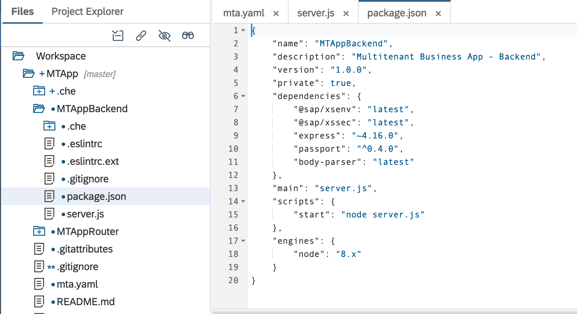 Files Project Explorer
Workspace
+MTApp [master]
+.che
•MTAppBackend
•.che
•.eslintrc
•.eslintrc.ext
•.gitignore
•package.json
•server.js
•MTAppRouter
•.gitattributes
**.gitignore
•mta.yaml
•README.md
mta.yaml × server.js × package.json ×
1 {
2 "name": "MTAppBackend",
3 "description": "Multitenant Business App - Backend",
4 "version": "1.0.0",
5 "private": true,
6 "dependencies": {
7 "@sap/xsenv": "latest",
8 "@sap/xssec": "latest",
9 "express": "~4.16.0",
10 "passport": "^0.4.0",
11 "body-parser": "latest"
12 },
13 "main": "server.js",
14 "scripts": {
15 "start": "node server.js"
16 },
17 "engines": {
18 "node": "8.x"
19 }
20 }